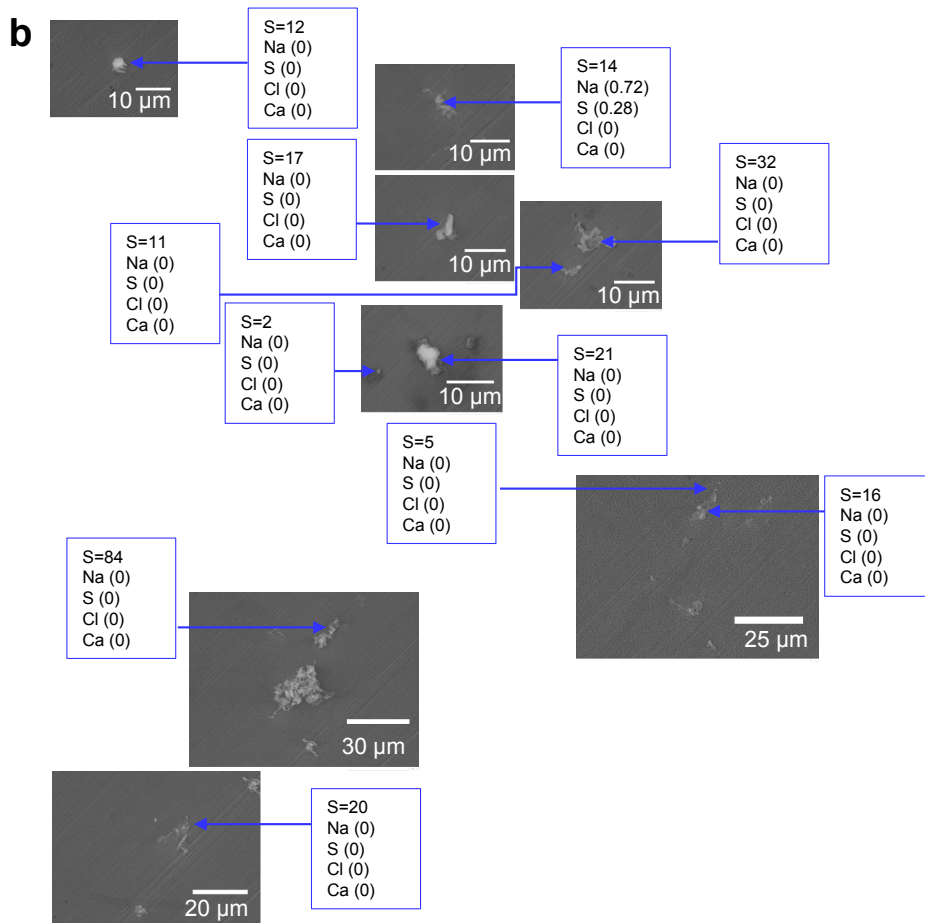 b
S=12
Na (0)
S (0)
Cl (0)
Ca (0)
10 µm
S=14
Na (0.72)
S (0.28)
Cl (0)
Ca (0)
10 µm
S=17
Na (0)
S (0)
Cl (0)
Ca (0)
10 µm
S=32
Na (0)
S (0)
Cl (0)
Ca (0)
10 µm
S=11
Na (0)
S (0)
Cl (0)
Ca (0)
S=2
Na (0)
S (0)
Cl (0)
Ca (0)
10 µm
S=21
Na (0)
S (0)
Cl (0)
Ca (0)
S=5
Na (0)
S (0)
Cl (0)
Ca (0)
S=16
Na (0)
S (0)
Cl (0)
Ca (0)
25 µm
S=84
Na (0)
S (0)
Cl (0)
Ca (0)
30 µm
S=20
Na (0)
S (0)
Cl (0)
Ca (0)
20 µm